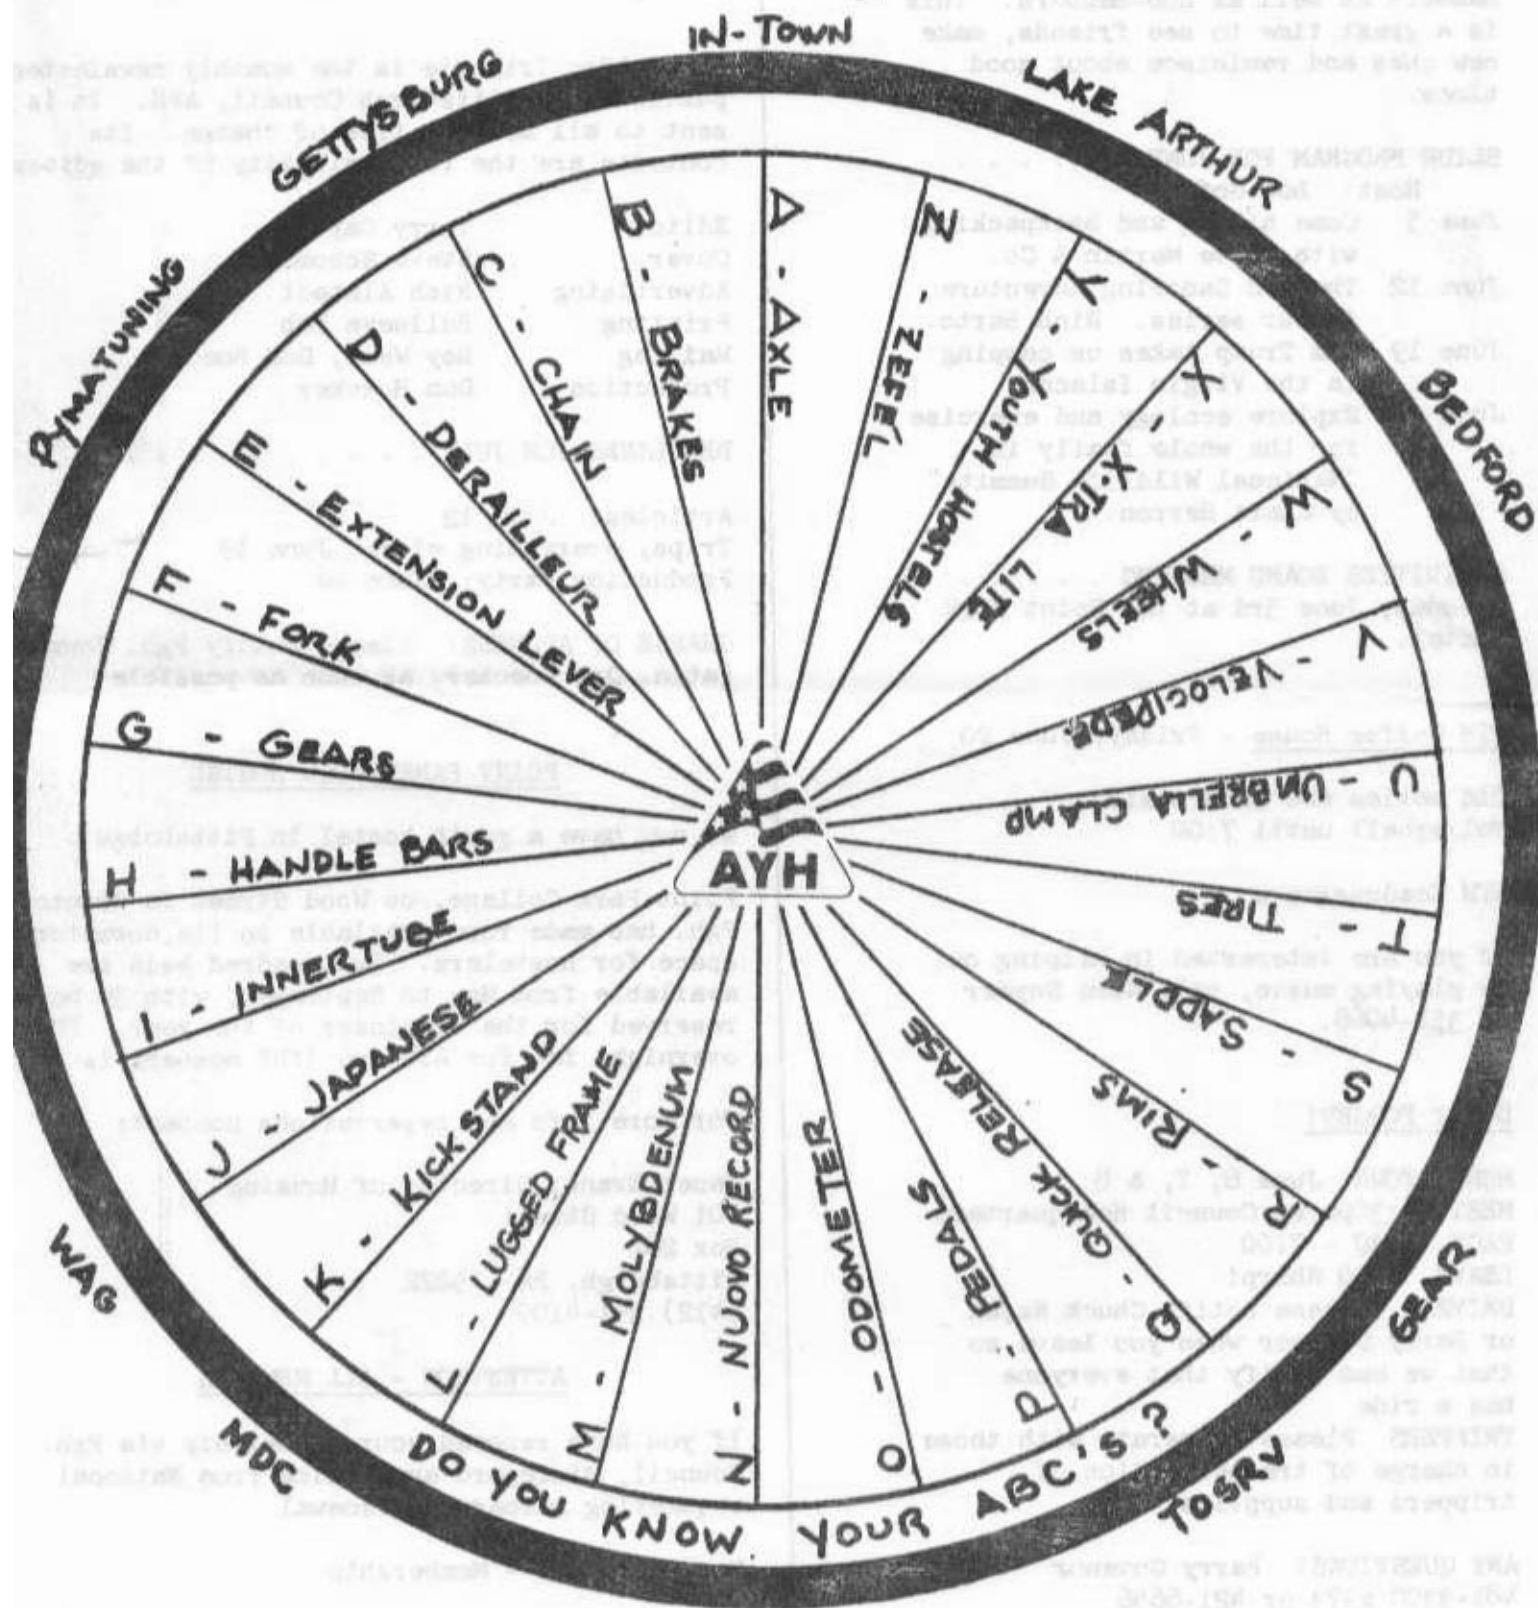 IN-TOWN
LAKE ARTHUR
BEDFORD
GEAR
TOSRV
MDC
WAG
PYMATUNING
GETTYSBURG
A - AXLE
B - BRAKES
C - CHAIN
D - DERAILLEUR
E - EXTENSION LEVER
F - FORK
G - GEARS
H - HANDLE BARS
I - INNERTUBE
J - JAPANESE
K - KICKSTAND
L - LUGGED FRAME
M - MOLYBDENUM
N - NUOVO RECORD
O - ODOMETER
P - PEDALS
Q - QUICK RELEASE
R - RIMS
S - SADDLE
T - TIRES
U - UMBRELLA CLAMP
V - VELOCIPEDE
W - WHEELS
X - X-TRA LITE
Y - YOUTH HOSTELS
Z - ZEFEL
AYH
DO YOU KNOW YOUR ABC'S?